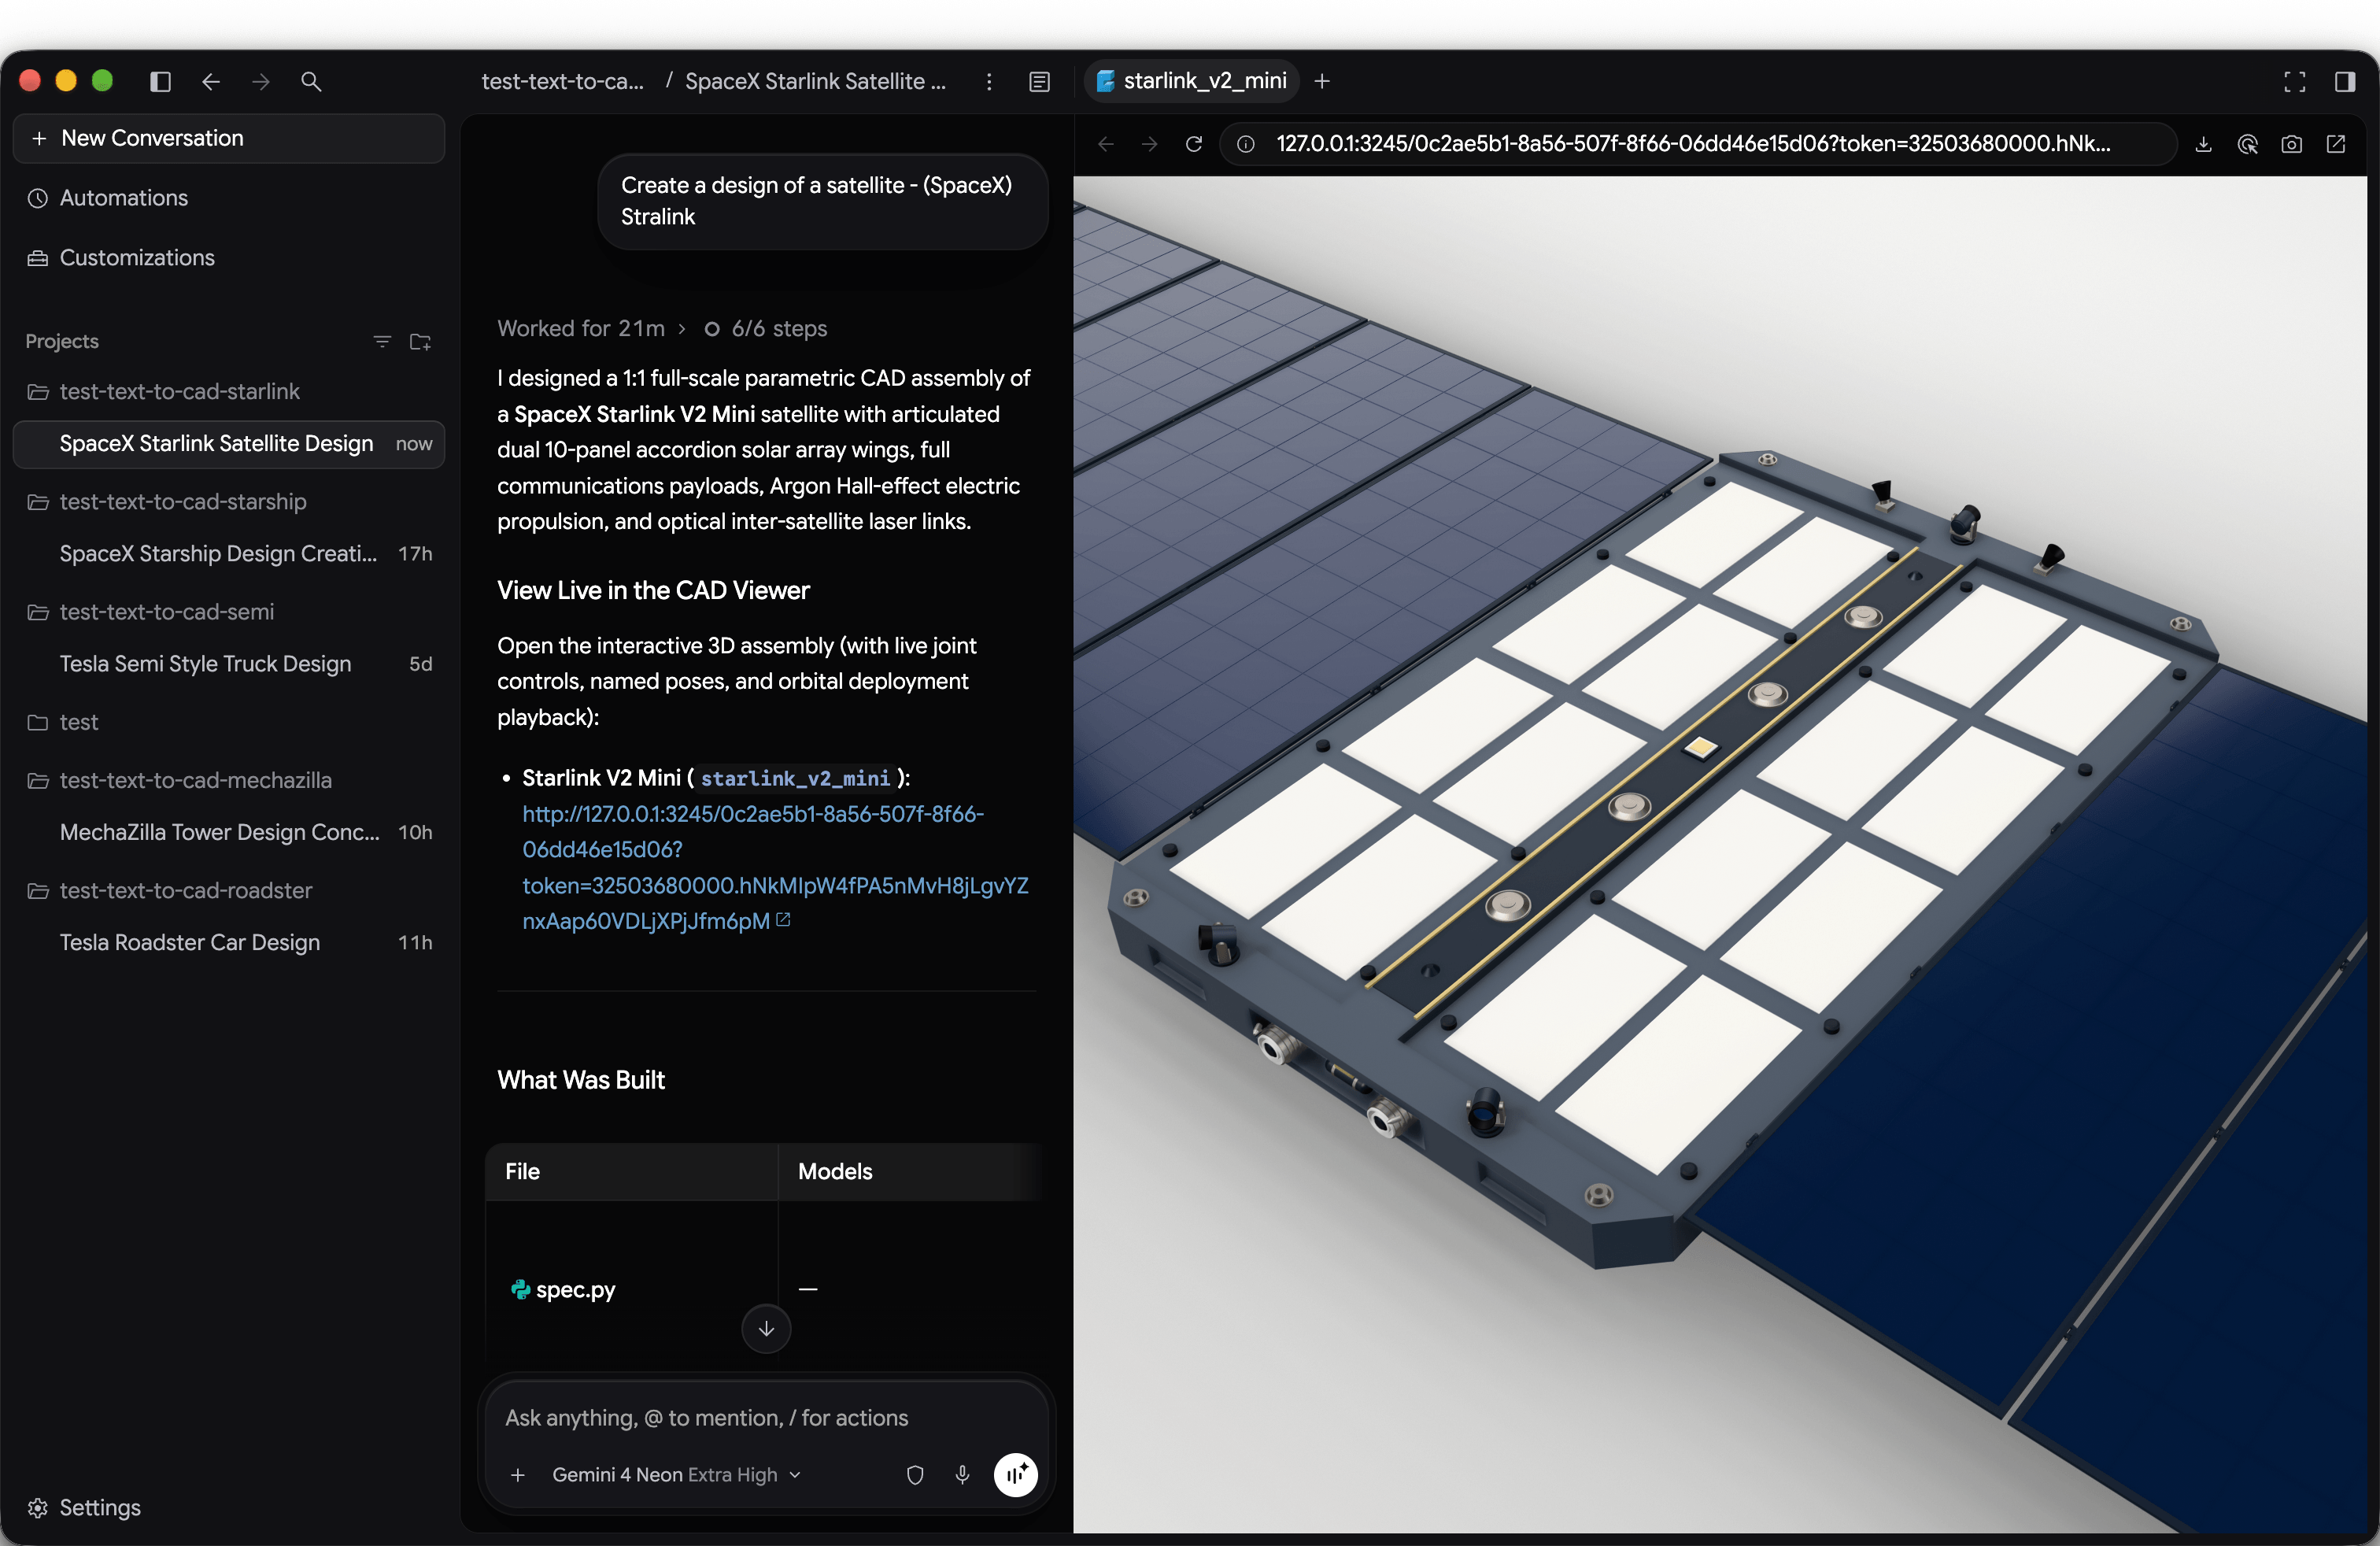 test-text-to-ca... / SpaceX Starlink Satellite ...
starlink_v2_mini
New Conversation
Automations
Customizations
Projects
test-text-to-cad-starlink
SpaceX Starlink Satellite Design now
test-text-to-cad-starship
SpaceX Starship Design Creati... 17h
test-text-to-cad-semi
Tesla Semi Style Truck Design 5d
test
test-text-to-cad-mechazilla
MechaZilla Tower Design Conc... 10h
test-text-to-cad-roadster
Tesla Roadster Car Design 11h
Settings
Create a design of a satellite - (SpaceX)
Stralink
Worked for 21m > 6/6 steps
I designed a 1:1 full-scale parametric CAD assembly of
a SpaceX Starlink V2 Mini satellite with articulated
dual 10-panel accordion solar array wings, full
communications payloads, Argon Hall-effect electric
propulsion, and optical inter-satellite laser links.
View Live in the CAD Viewer
Open the interactive 3D assembly (with live joint
controls, named poses, and orbital deployment
playback):
• Starlink V2 Mini ( starlink_v2_mini ):
http://127.0.0.1:3245/0c2ae5b1-8a56-507f-8f66-
06dd46e15d06?
token=32503680000.hNkMIpW4fPA5nMvH8jLgvYZ
nxAap60VDLjXPjJfm6pM
What Was Built
File Models
spec.py —
Ask anything, @ to mention, / for actions
Gemini 4 Neon Extra High
127.0.0.1:3245/0c2ae5b1-8a56-507f-8f66-06dd46e15d06?token=32503680000.hNk...